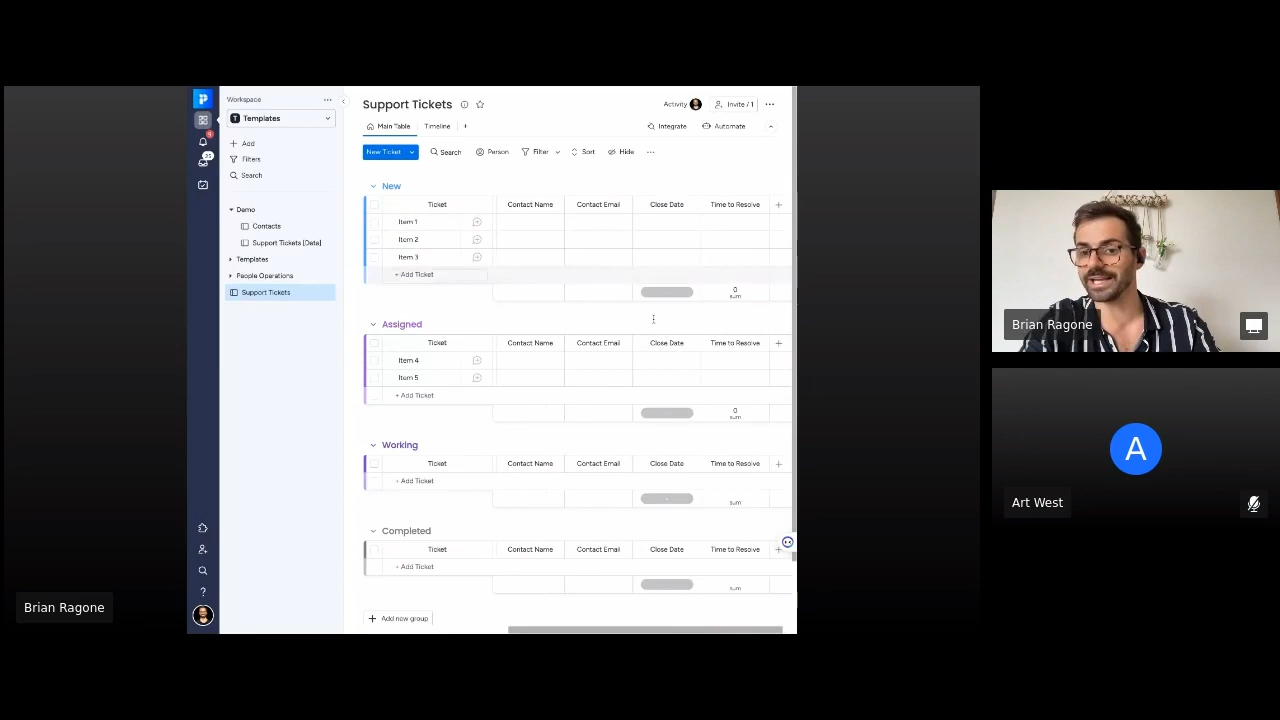 Workspace
T Templates
Add
Filters
Search
Demo
Contacts
Support Tickets [Data]
Templates
People Operations
Support Tickets
Support Tickets
Activity
Invite / 1
Main Table
Timeline
+
Integrate
Automate
New Ticket
Search
Person
Filter
Sort
Hide
New
Ticket
Contact Name
Contact Email
Close Date
Time to Resolve
+
Item 1
Item 2
Item 3
+ Add Ticket
0
sum
Assigned
Ticket
Contact Name
Contact Email
Close Date
Time to Resolve
+
Item 4
Item 5
+ Add Ticket
0
sum
Working
Ticket
Contact Name
Contact Email
Close Date
Time to Resolve
+
+ Add Ticket
-
sum
Completed
Ticket
Contact Name
Contact Email
Close Date
Time to Resolve
+
+ Add Ticket
sum
+ Add new group
?
Brian Ragone
Brian Ragone
A
Art West